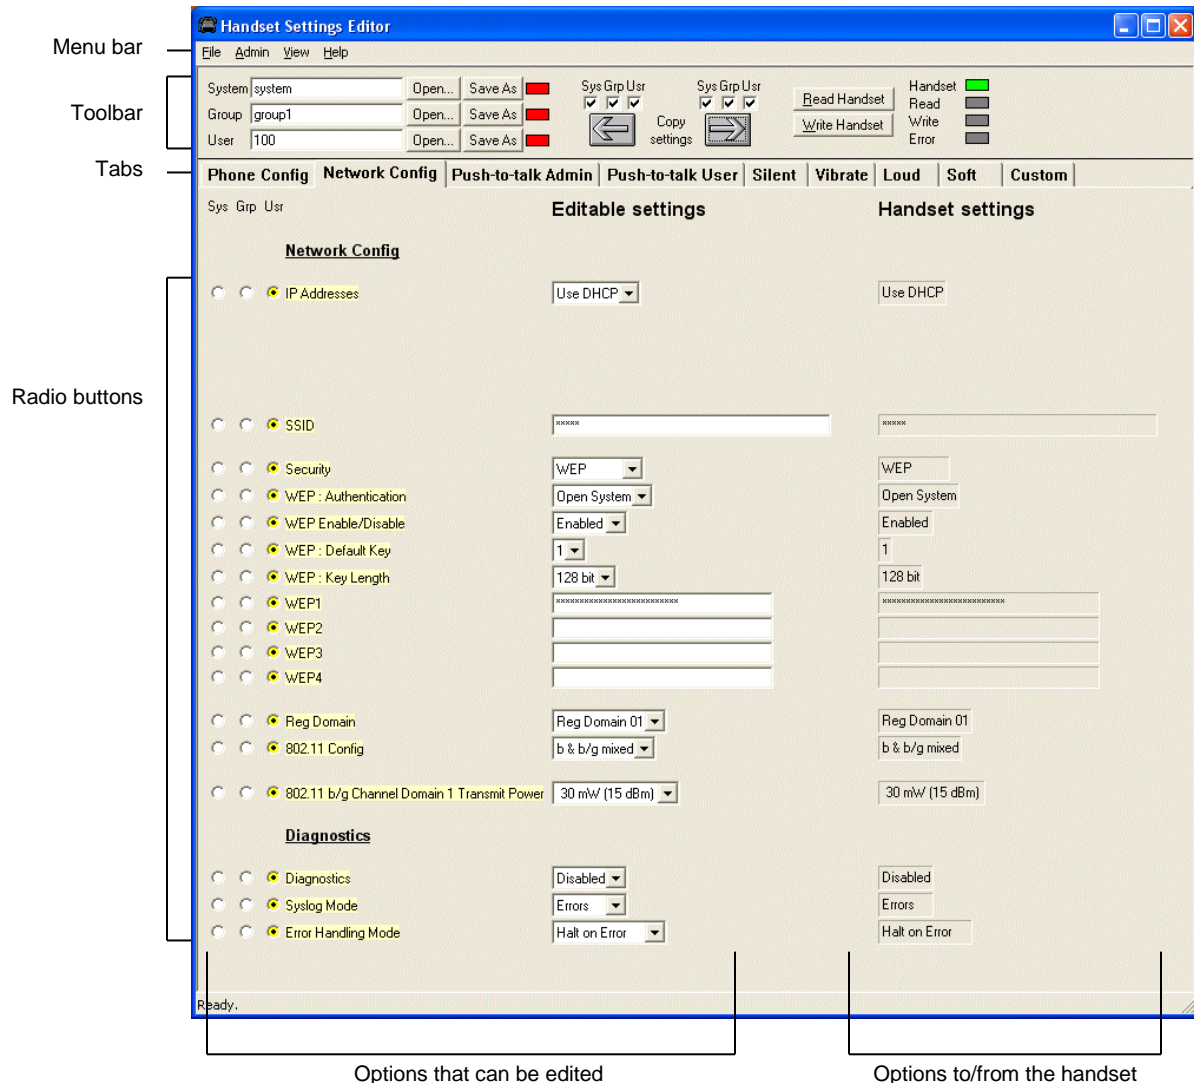 Handset Settings Editor
Menu bar
File Admin View Help
Toolbar
System system Open... Save As Sys Grp Usr Sys Grp Usr Read Handset Handset
Group group1 Open... Save As Copy settings Write Handset Read
User 100 Open... Save As Write
Error
Tabs
Phone Config Network Config Push-to-talk Admin Push-to-talk User Silent Vibrate Loud Soft Custom
Sys Grp Usr Editable settings Handset settings
Network Config
IP Addresses Use DHCP Use DHCP
Radio buttons
SSID ***** *****
Security WEP WEP
WEP : Authentication Open System Open System
WEP Enable/Disable Enabled Enabled
WEP : Default Key 1 1
WEP : Key Length 128 bit 128 bit
WEP1 ************************** **************************
WEP2
WEP3
WEP4
Reg Domain Reg Domain 01 Reg Domain 01
802.11 Config b & b/g mixed b & b/g mixed
802.11 b/g Channel Domain 1 Transmit Power 30 mW (15 dBm) 30 mW (15 dBm)
Diagnostics
Diagnostics Disabled Disabled
Syslog Mode Errors Errors
Error Handling Mode Halt on Error Halt on Error
Ready.
Options that can be edited Options to/from the handset